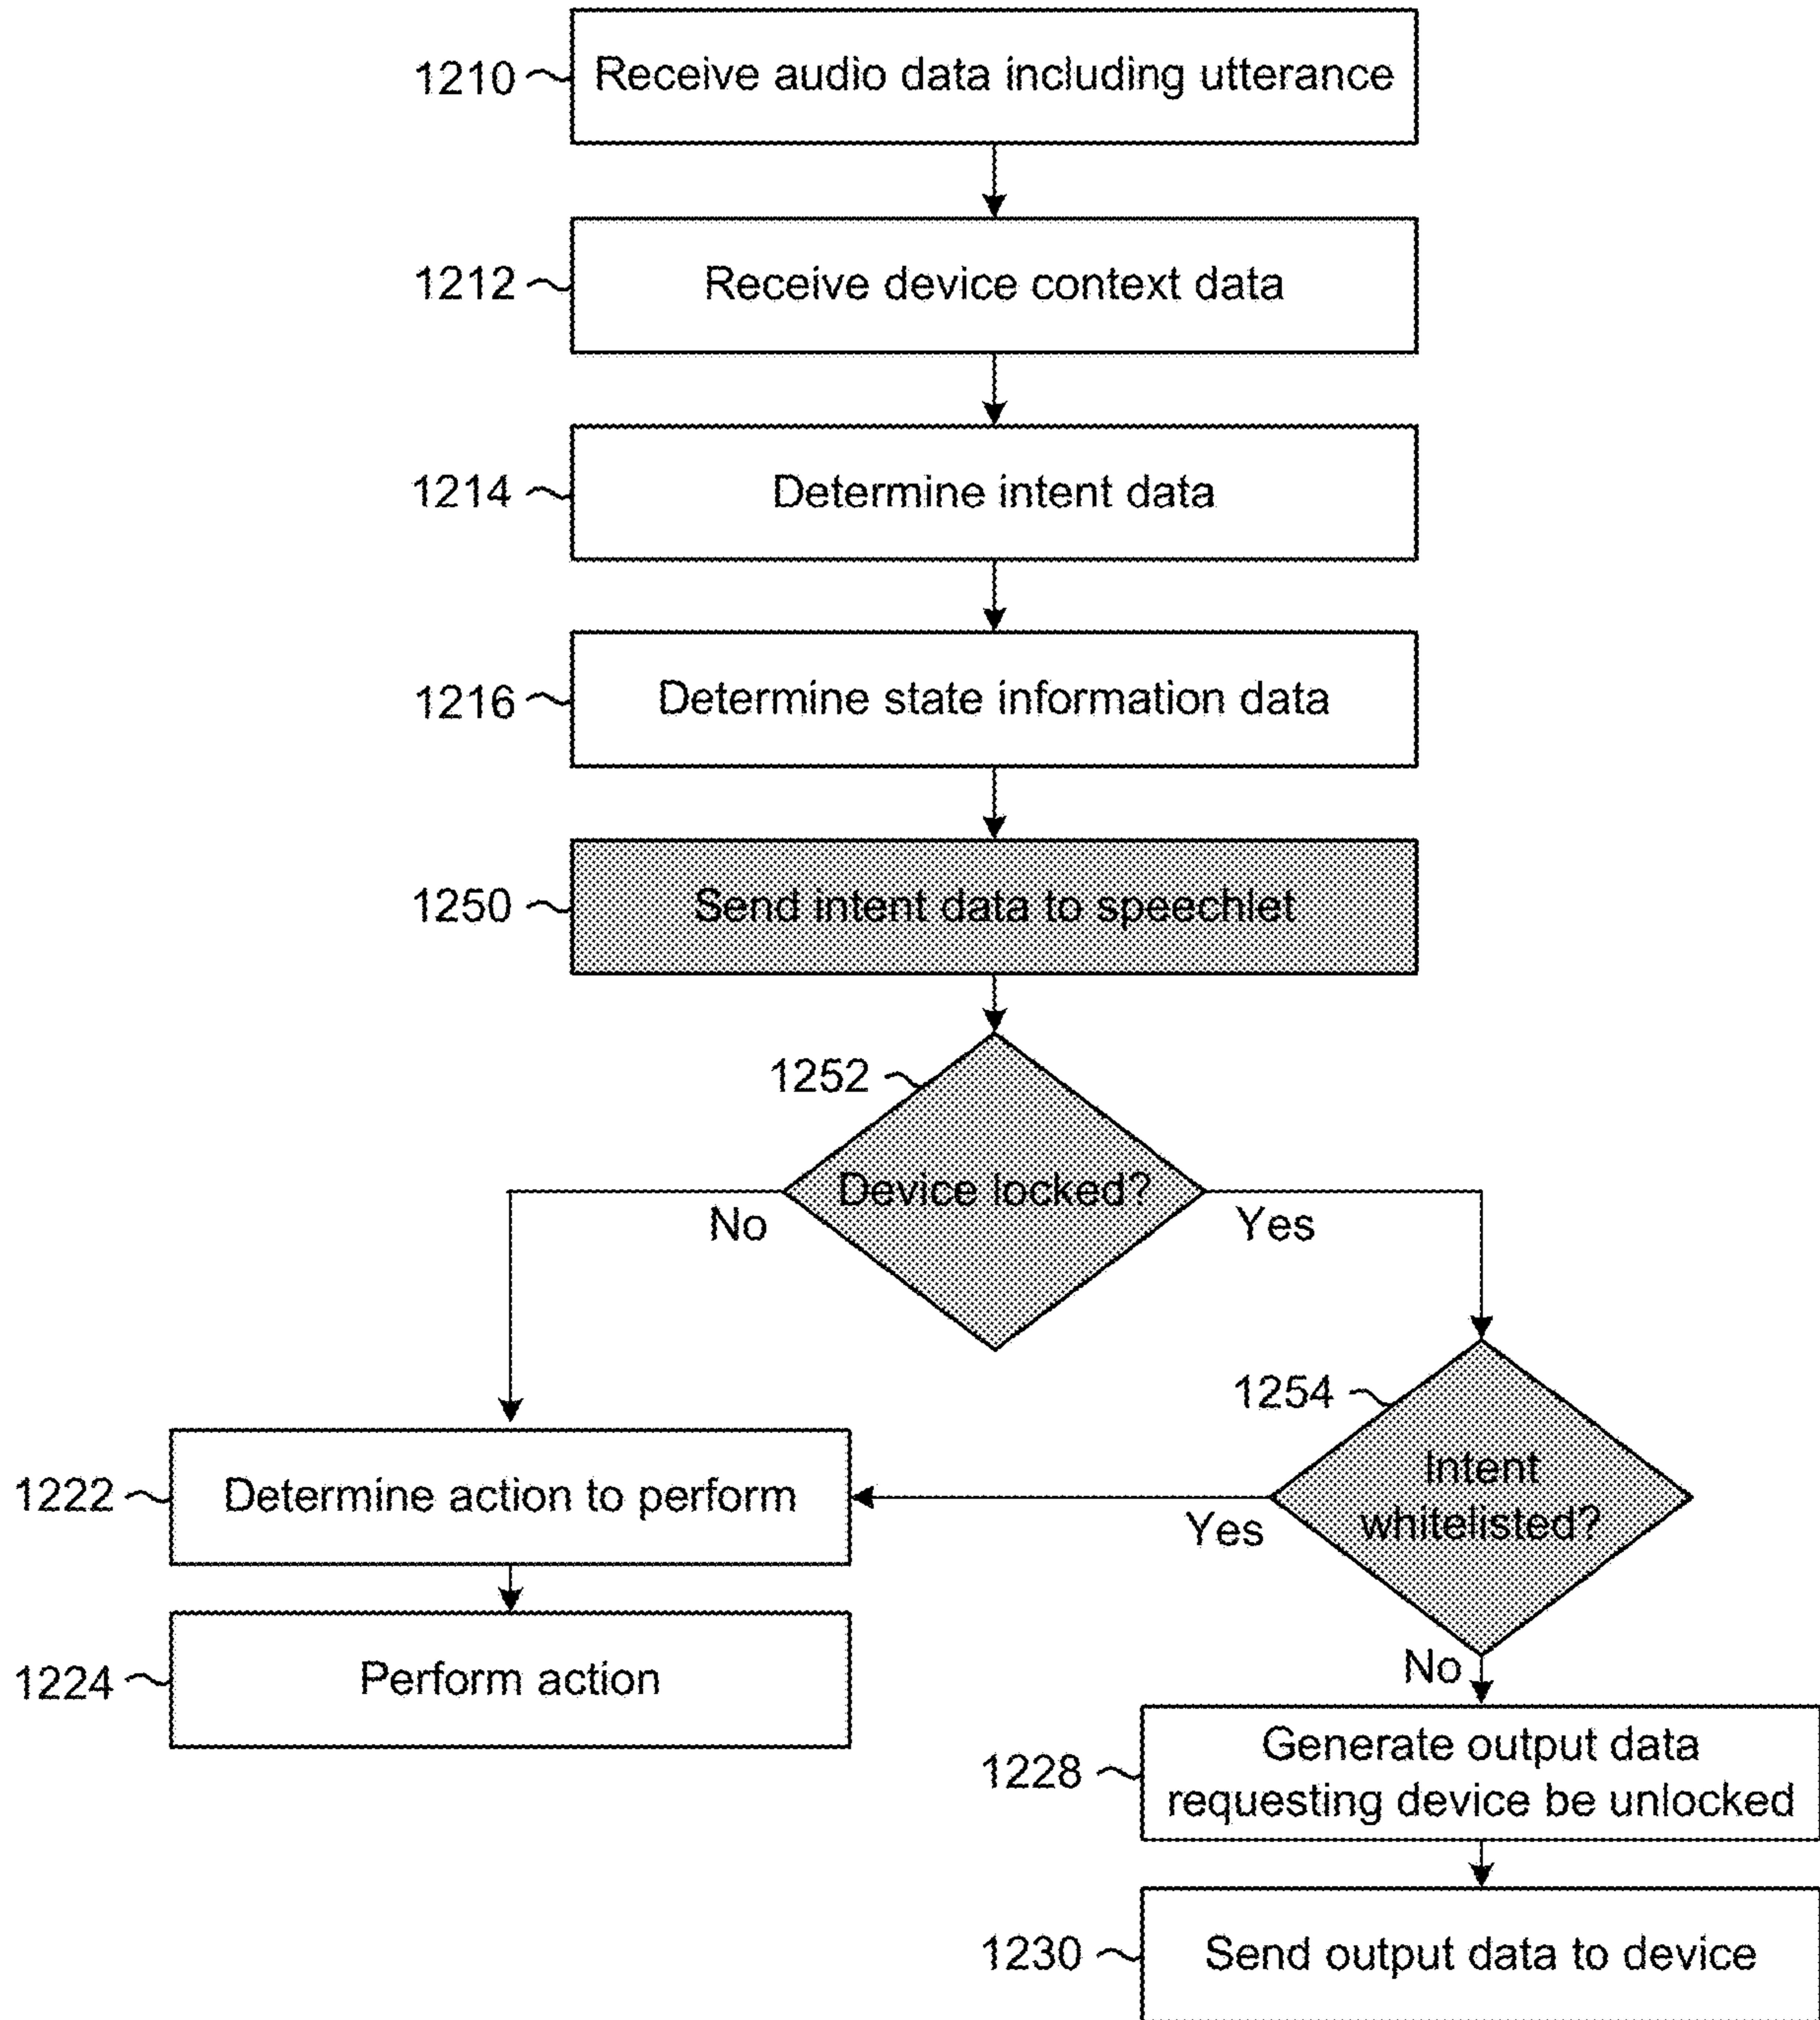 1210 Receive audio data including utterance
1212 Receive device context data
1214 Determine intent data
1216 Determine state information data
1250 Send intent data to speechlet
1252
Device locked?
No
Yes
1254
Intent
whitelisted?
Yes
1222 Determine action to perform
1224 Perform action
No
1228 Generate output data
requesting device be unlocked
1230 Send output data to device